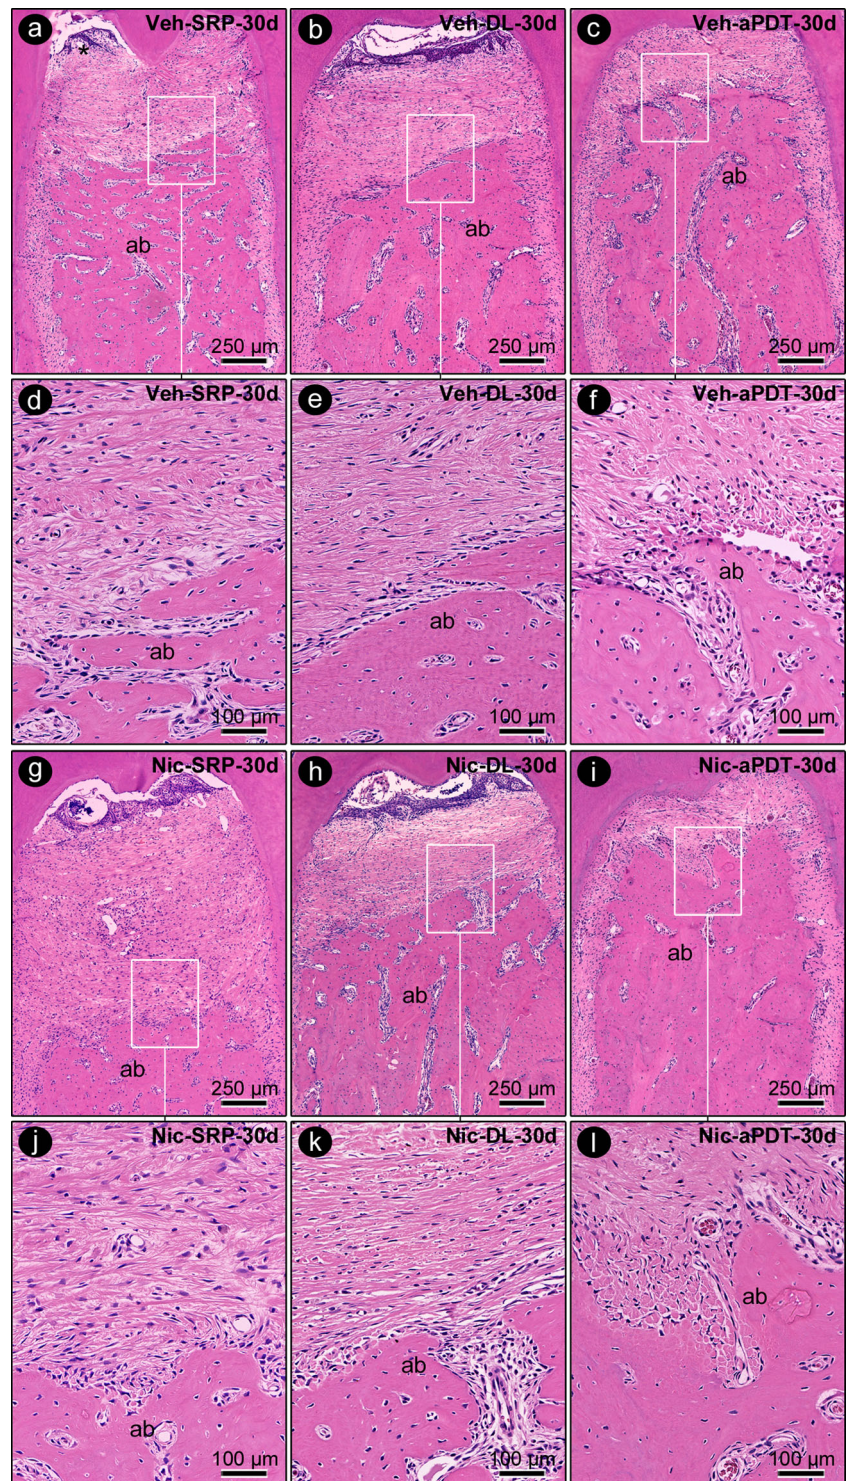 a Veh-SRP-30d
*
ab
250 µm
b Veh-DL-30d
ab
250 µm
c Veh-aPDT-30d
ab
250 µm
d Veh-SRP-30d
ab
100 µm
e Veh-DL-30d
ab
100 µm
f Veh-aPDT-30d
ab
100 µm
g Nic-SRP-30d
ab
250 µm
h Nic-DL-30d
ab
250 µm
i Nic-aPDT-30d
ab
250 µm
j Nic-SRP-30d
ab
100 µm
k Nic-DL-30d
ab
100 µm
l Nic-aPDT-30d
ab
100 µm